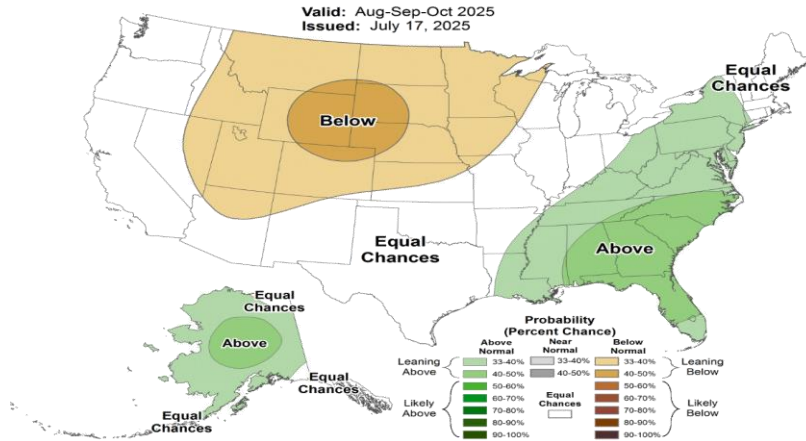 Valid: Aug-Sep-Oct 2025
Issued: July 17, 2025
Equal
Chances
Below
Equal
Chances
Above
Equal
Chances
Above
Equal
Chances
Equal
Chances
Probability
(Percent Chance)
Above
Normal
Near
Normal
Below
Normal
Leaning
Above
33-40%
33-40%
33-40%
Leaning
Below
40-50%
40-50%
40-50%
Likely
Above
50-60%
50-60%
Likely
Below
60-70%
Equal
Chances
60-70%
70-80%
70-80%
80-90%
80-90%
90-100%
90-100%